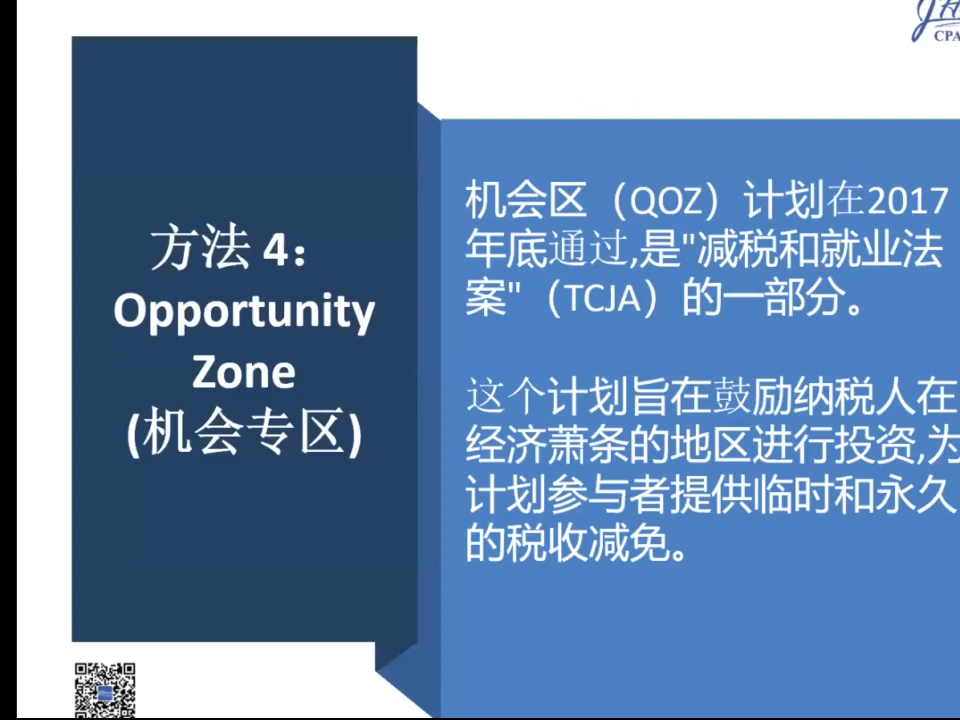 CPA
方法 4：
Opportunity
Zone
(机会专区)
机会区（QOZ）计划在2017
年底通过,是"减税和就业法
案"（TCJA）的一部分。
这个计划旨在鼓励纳税人在
经济萧条的地区进行投资,为
计划参与者提供临时和永久
的税收减免。